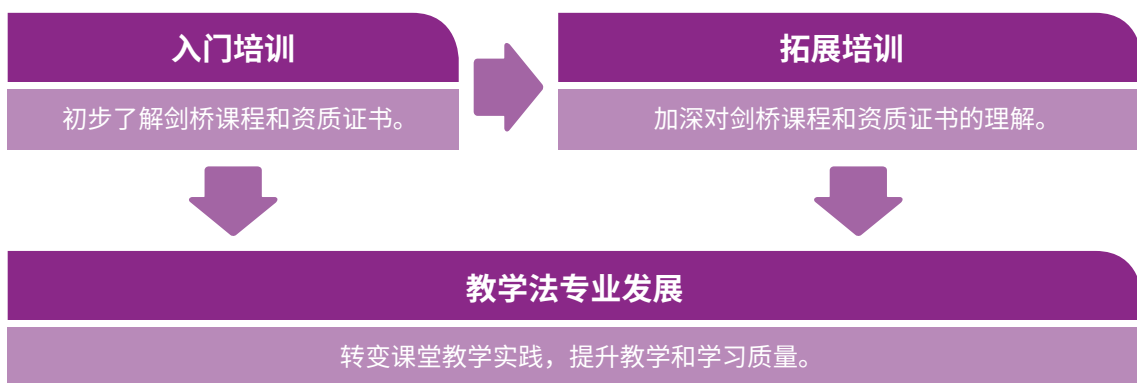 入门培训
初步了解剑桥课程和资质证书。
拓展培训
加深对剑桥课程和资质证书的理解。
教学法专业发展
转变课堂教学实践，提升教学和学习质量。